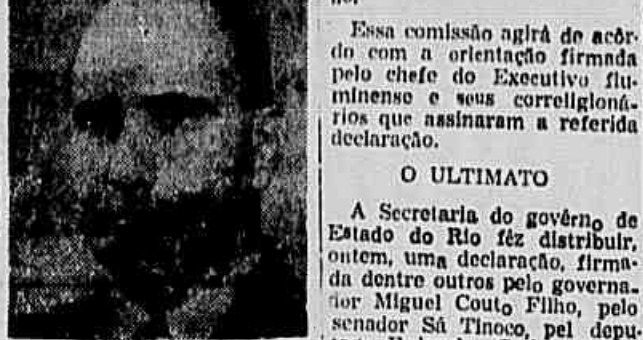 Essa comissão agirá de acôr-
do com a orientação firmada
pelo chefe do Executivo flu-
minense e seus correligioná-
rios que assinaram a referida
declaração.
O ULTIMATO
A Secretaria do govêrno do
Estado do Rio fêz distribuir,
ontem, uma declaração, firma-
da dentre outros pelo governa-
dor Miguel Couto Filho, pelo
senador Sá Tinoco, pel depu-